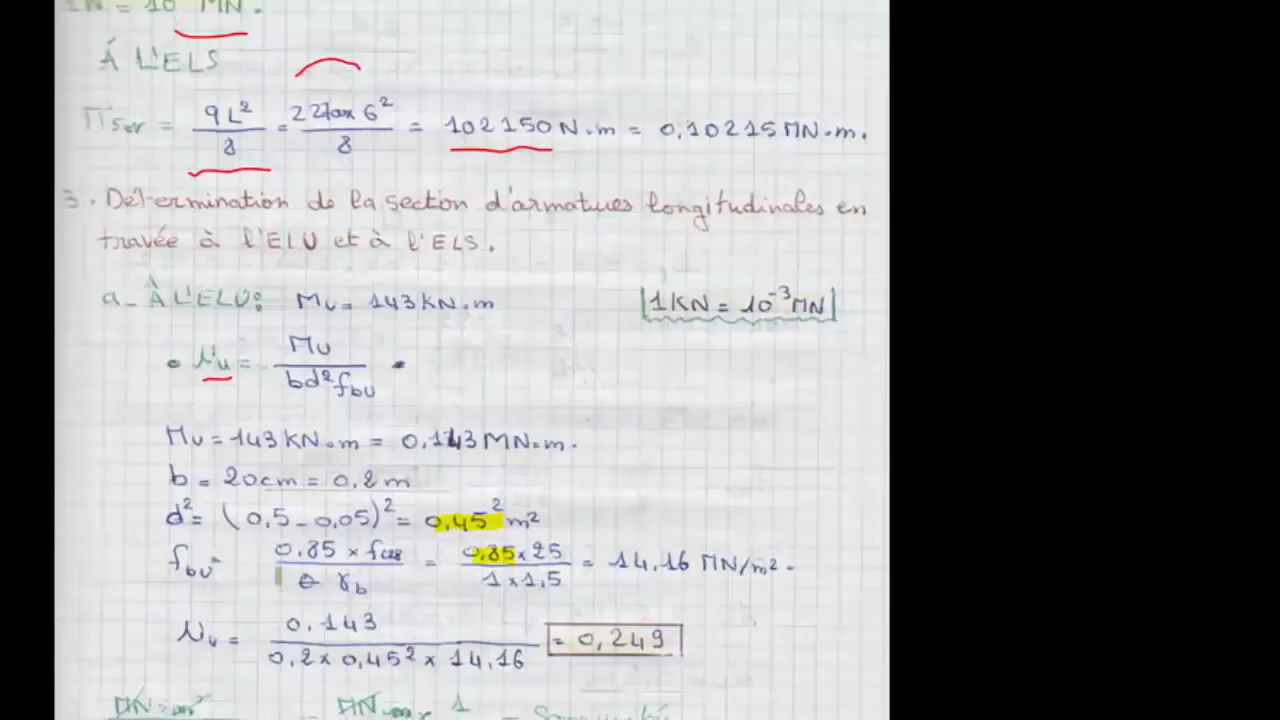 1N = 10 MN.
À L'ELS
Mser = qL²/8 = 22700x 6²/8 = 102150 N.m = 0,10215 MN.m.
3. Détermination de la section d'armatures longitudinales en
travée à l'ELU et à l'ELS.
a- À L'ELU: Mu = 143 KN.m 1KN = 10⁻³ MN
• μu = Mu/bd²fbu •
Mu = 143 KN.m = 0,143 MN.m.
b = 20cm = 0,2 m
d² = (0,5 - 0,05)² = 0,45² m²
fbu = 0,85 x fc28/θ γb = 0,85 x 25/1 x 1,5 = 14,16 MN/m².
μu = 0,143/0,2 x 0,45² x 14,16 = 0,249